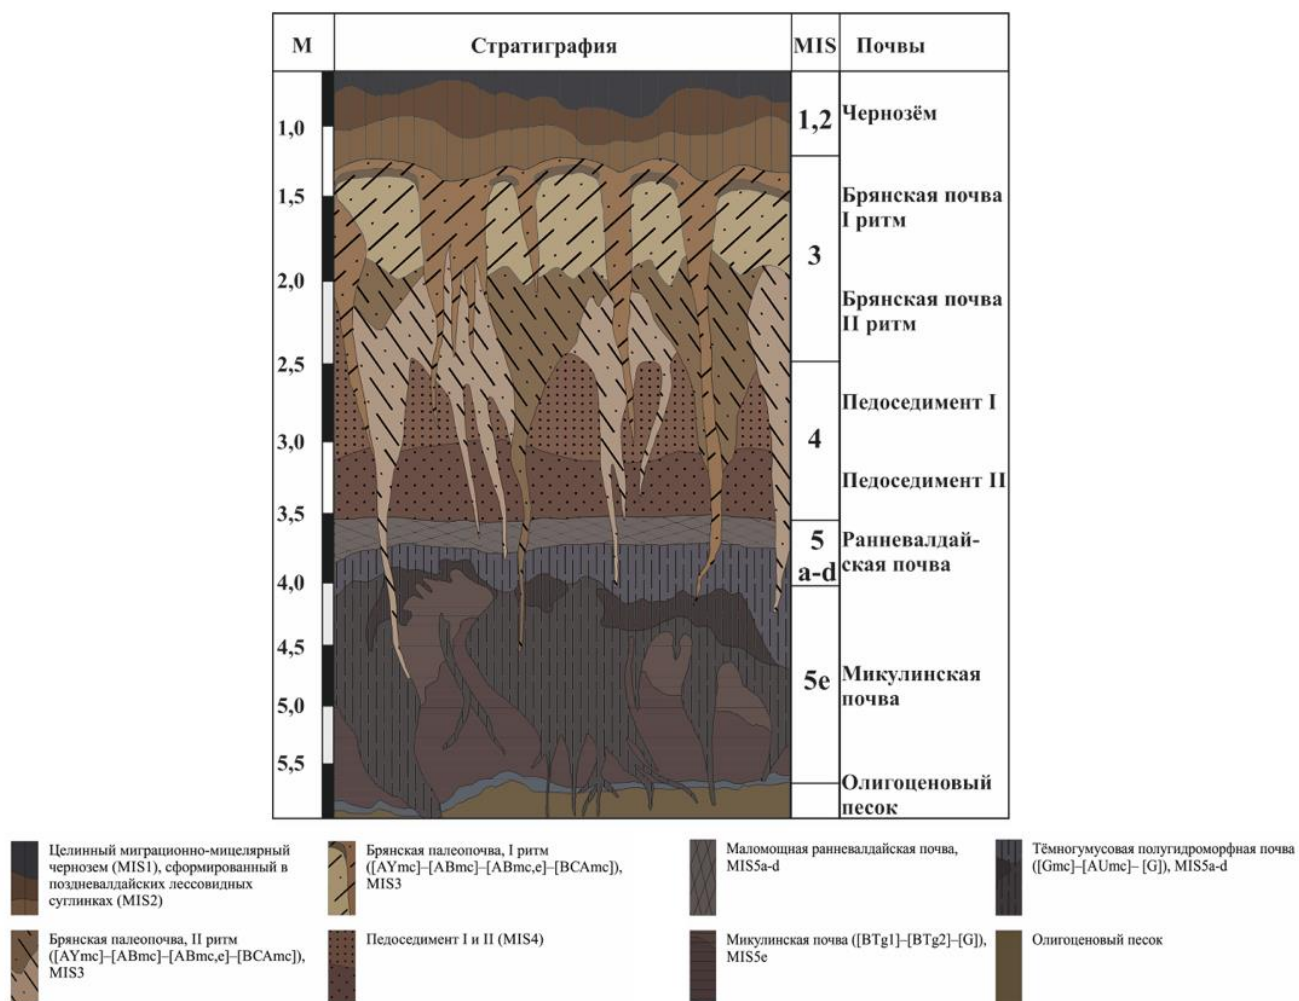 М Стратиграфия MIS Почвы
1,0
1,5
2,0
2,5
3,0
3,5
4,0
4,5
5,0
5,5
1,2
3
4
5
a-d
5e
Чернозём
Брянская почва
I ритм
Брянская почва
II ритм
Педоседимент I
Педоседимент II
Ранневалдай-
ская почва
Микулинская
почва
Олигоценовый
песок
Целинный миграционно-мицелярный
чернозем (MIS1), сформированный в
поздневалдайских лессовидных
суглинках (MIS2)
Брянская палеопочва, I ритм
([AYmc]–[ABmc]–[ABmc,e]–[BCAmc]),
MIS3
Маломощная ранневалдайская почва,
MIS5a-d
Тёмногумусовая полугидроморфная почва
([Gmc]–[AUmc]– [G]), MIS5a-d
Брянская палеопочва, II ритм
([AYmc]–[ABmc]–[ABmc,e]–[BCAmc]),
MIS3
Педоседимент I и II (MIS4)
Микулинская почва ([BTg1]–[BTg2]–[G]),
MIS5e
Олигоценовый песок